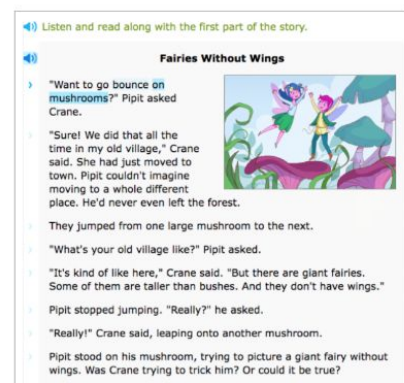 Listen and read along with the first part of the story.
Fairies Without Wings
"Want to go bounce on
mushrooms?" Pipit asked
Crane.
"Sure! We did that all the
time in my old village," Crane
said. She had just moved to
town. Pipit couldn't imagine
moving to a whole different
place. He'd never even left the forest.
They jumped from one large mushroom to the next.
"What's your old village like?" Pipit asked.
"It's kind of like here," Crane said. "But there are giant fairies.
Some of them are taller than bushes. And they don't have wings."
Pipit stopped jumping. "Really?" he asked.
"Really!" Crane said, leaping onto another mushroom.
Pipit stood on his mushroom, trying to picture a giant fairy without
wings. Was Crane trying to trick him? Or could it be true?